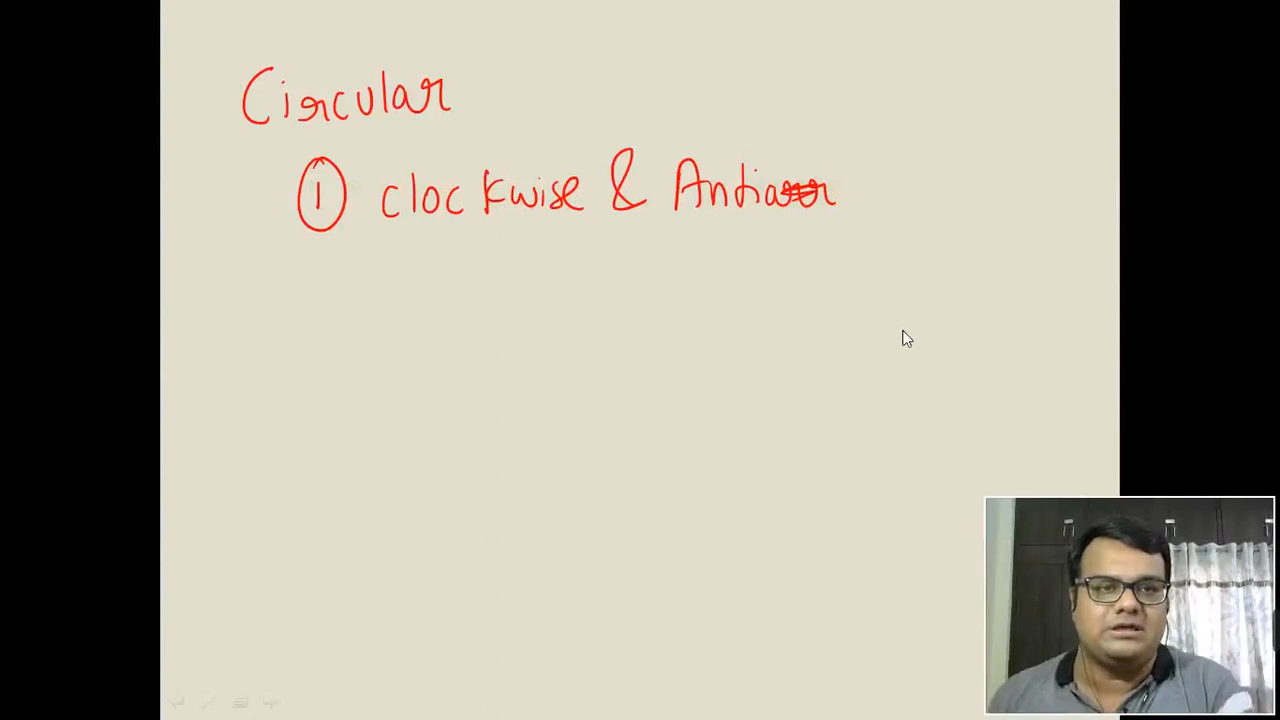 Circular
① clockwise & Anti